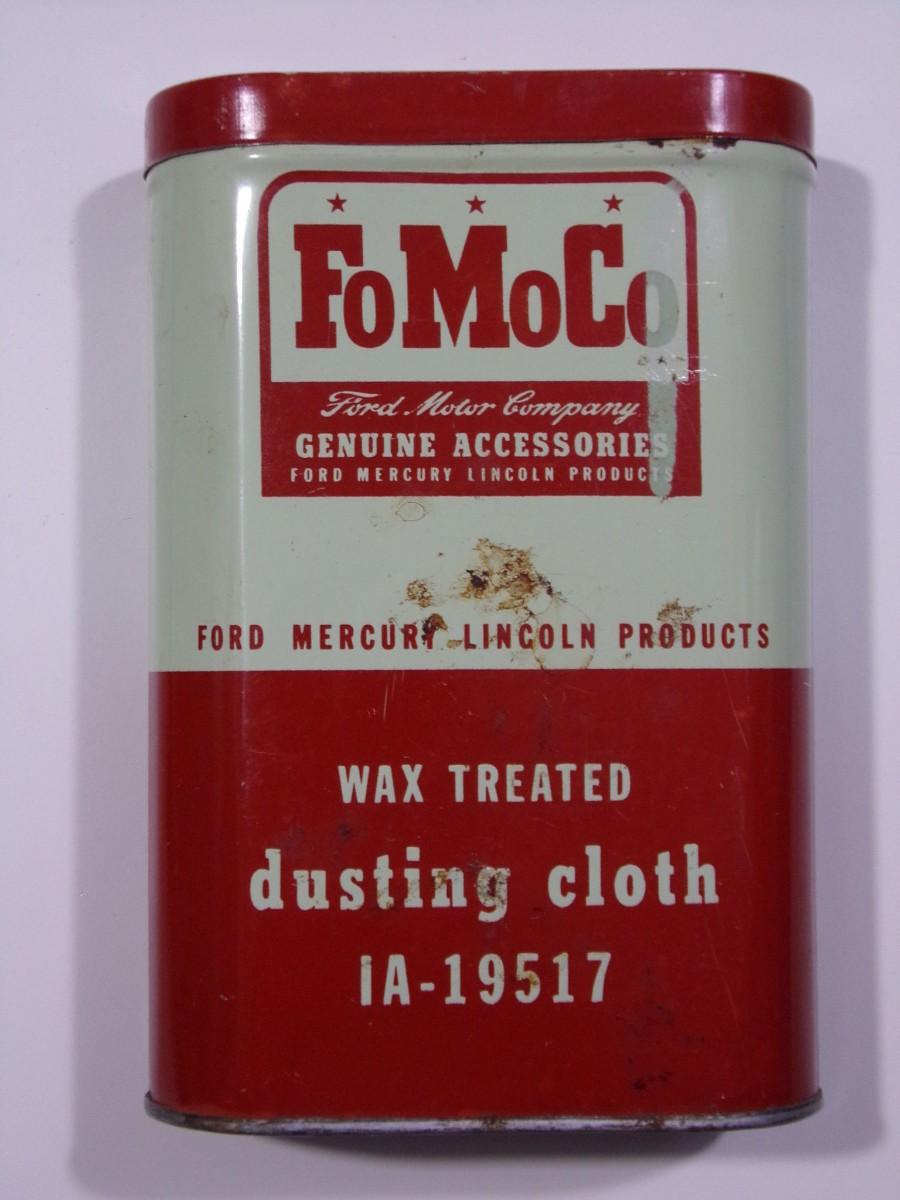 FoMoCo
Ford Motor Company
GENUINE ACCESSORIES
FORD MERCURY LINCOLN PRODUCTS
FORD MERCURY LINCOLN PRODUCTS
WAX TREATED
dusting cloth
IA-19517